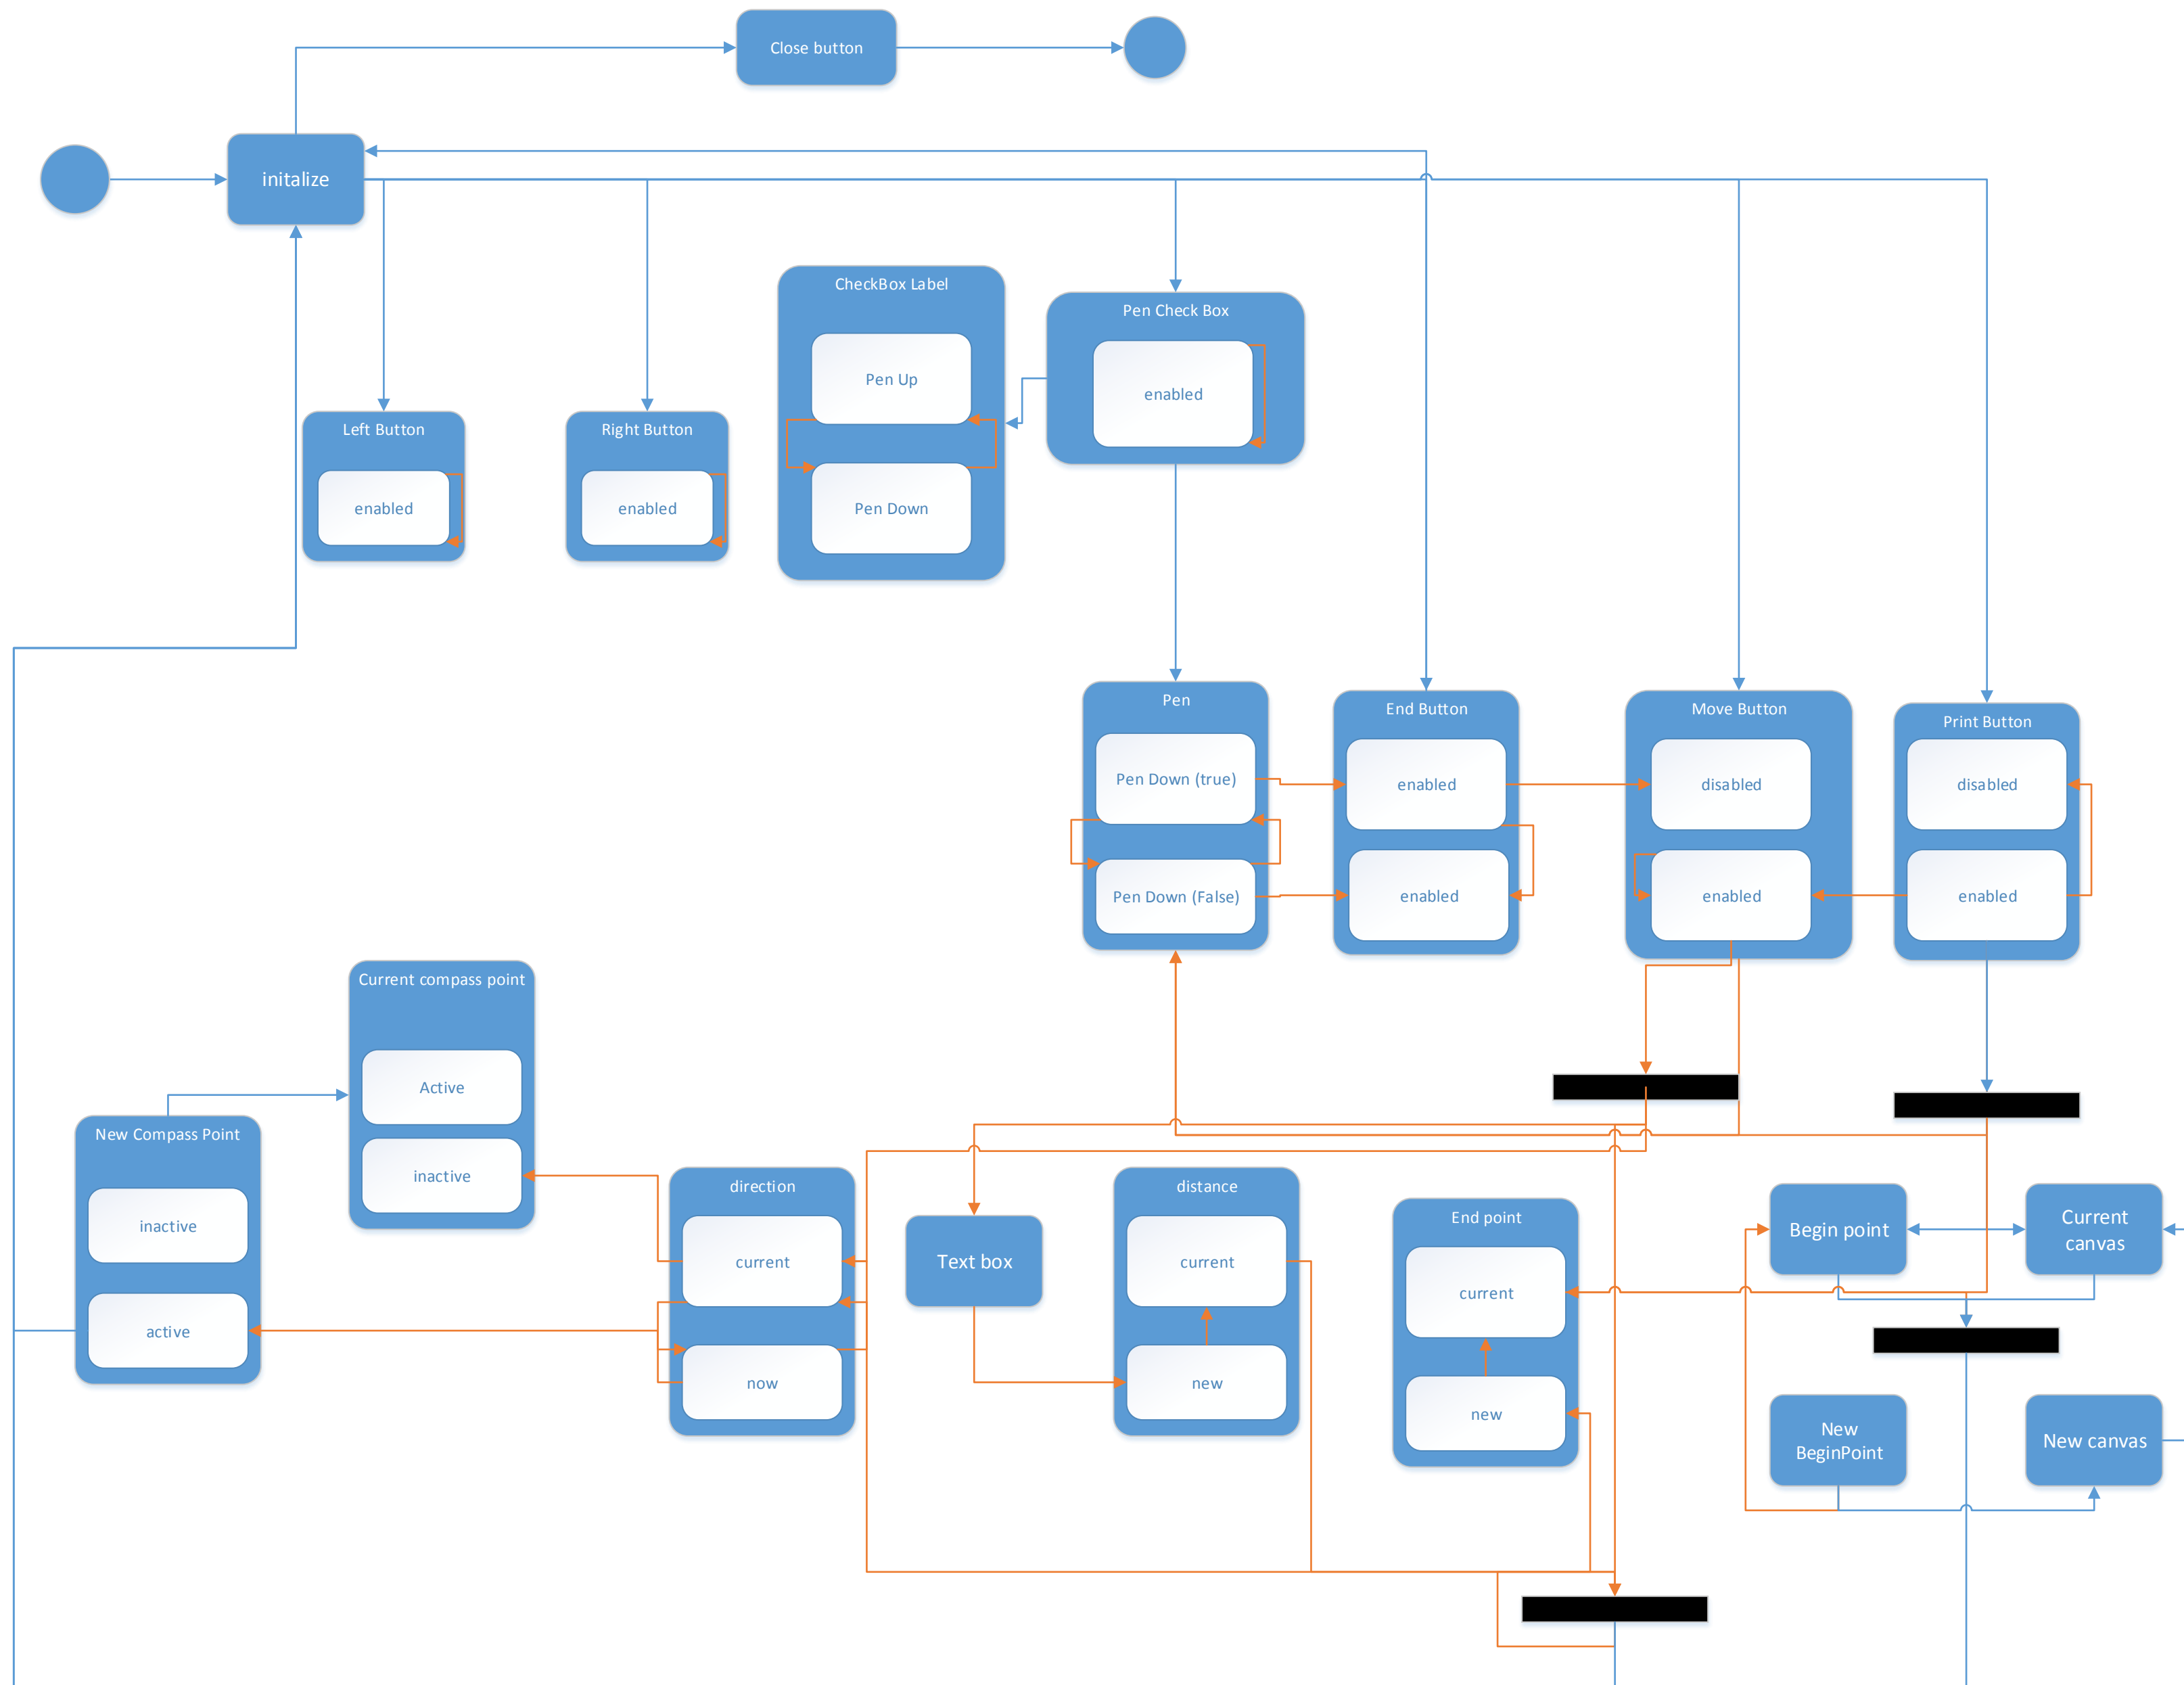 Close button
initalize
CheckBox Label
Pen Check Box
Pen Up
enabled
Left Button
Right Button
enabled
enabled
Pen Down
Pen
End Button
Move Button
Print Button
Pen Down (true)
enabled
disabled
disabled
Pen Down (False)
enabled
enabled
enabled
Current compass point
Active
New Compass Point
inactive
direction
distance
End point
inactive
current
Text box
current
current
Begin point
Current
canvas
active
now
new
new
New
BeginPoint
New canvas